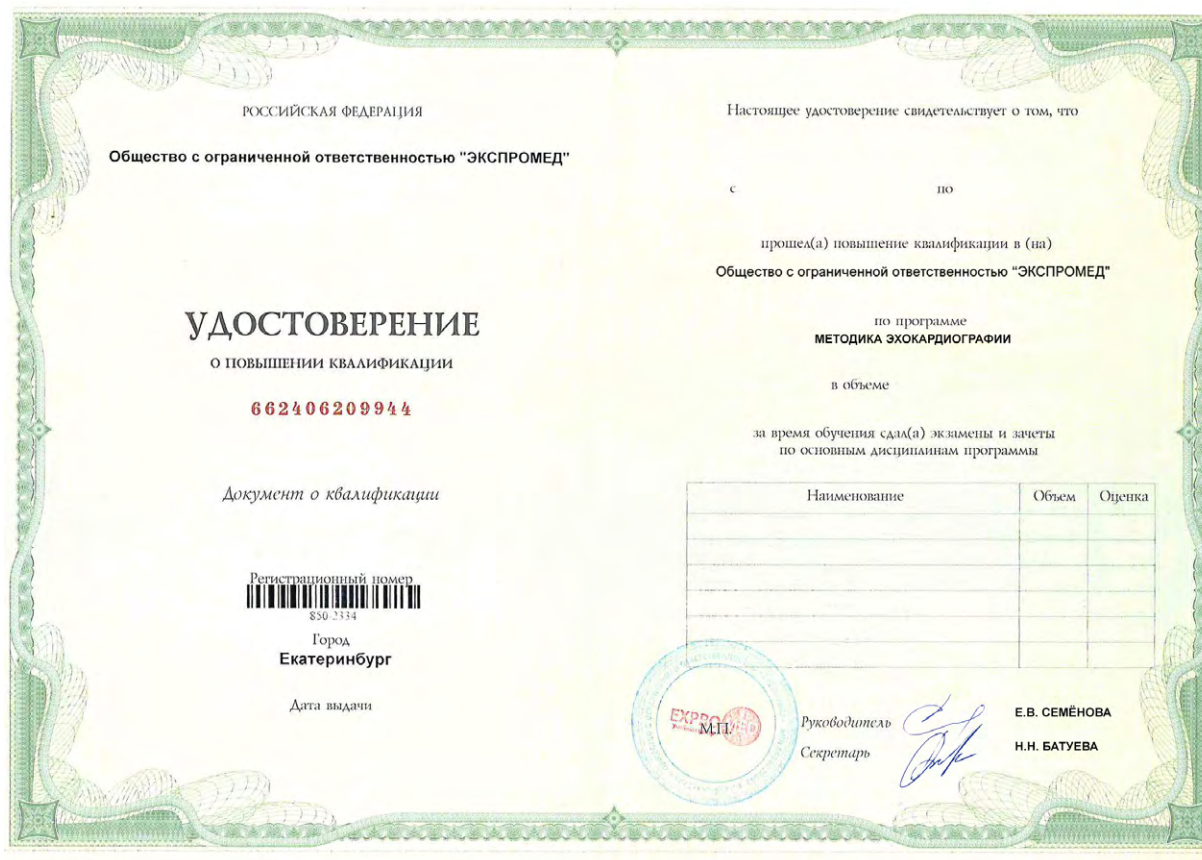 РОССИЙСКАЯ ФЕДЕРАЦИЯ
Общество с ограниченной ответственностью "ЭКСПРОМЕД"
УДОСТОВЕРЕНИЕ
О ПОВЫШЕНИИ КВАЛИФИКАЦИИ
662406209944
Документ о квалификации
Регистрационный номер
850-2334
Город
Екатеринбург
Дата выдачи
Настоящее удостоверение свидетельствует о том, что
с по
прошел(а) повышение квалификации в (на)
Общество с ограниченной ответственностью "ЭКСПРОМЕД"
по программе
МЕТОДИКА ЭХОКАРДИОГРАФИИ
в объеме
за время обучения сдал(а) экзамены и зачеты
по основным дисциплинам программы
Наименование Объем Оценка
М.П.
Руководитель Е.В. СЕМЁНОВА
Секретарь Н.Н. БАТУЕВА